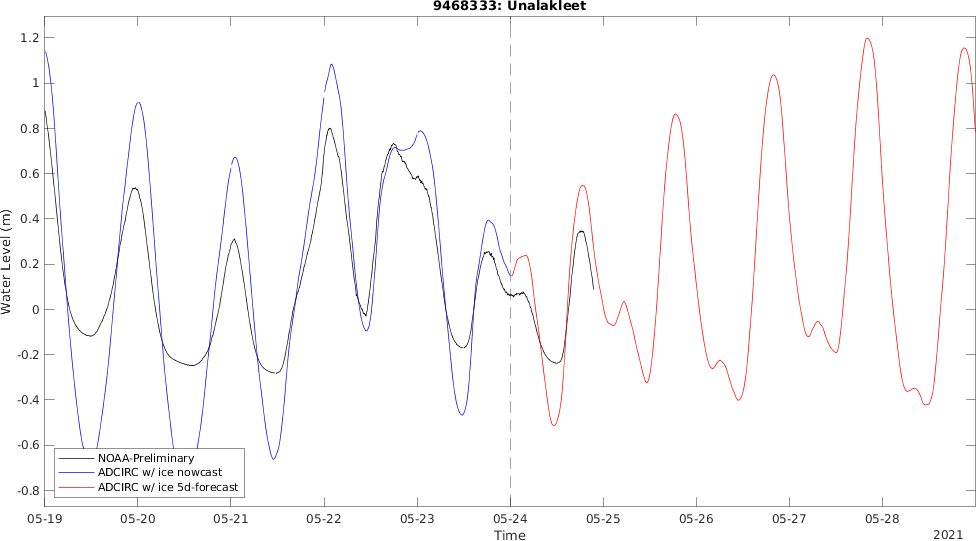 9468333: Unalakleet
Water Level (m)
1.2
1
0.8
0.6
0.4
0.2
0
-0.2
-0.4
-0.6
-0.8
NOAA-Preliminary
ADCIRC w/ ice nowcast
ADCIRC w/ ice 5d-forecast
05-19 05-20 05-21 05-22 05-23 05-24 05-25 05-26 05-27 05-28
Time
2021